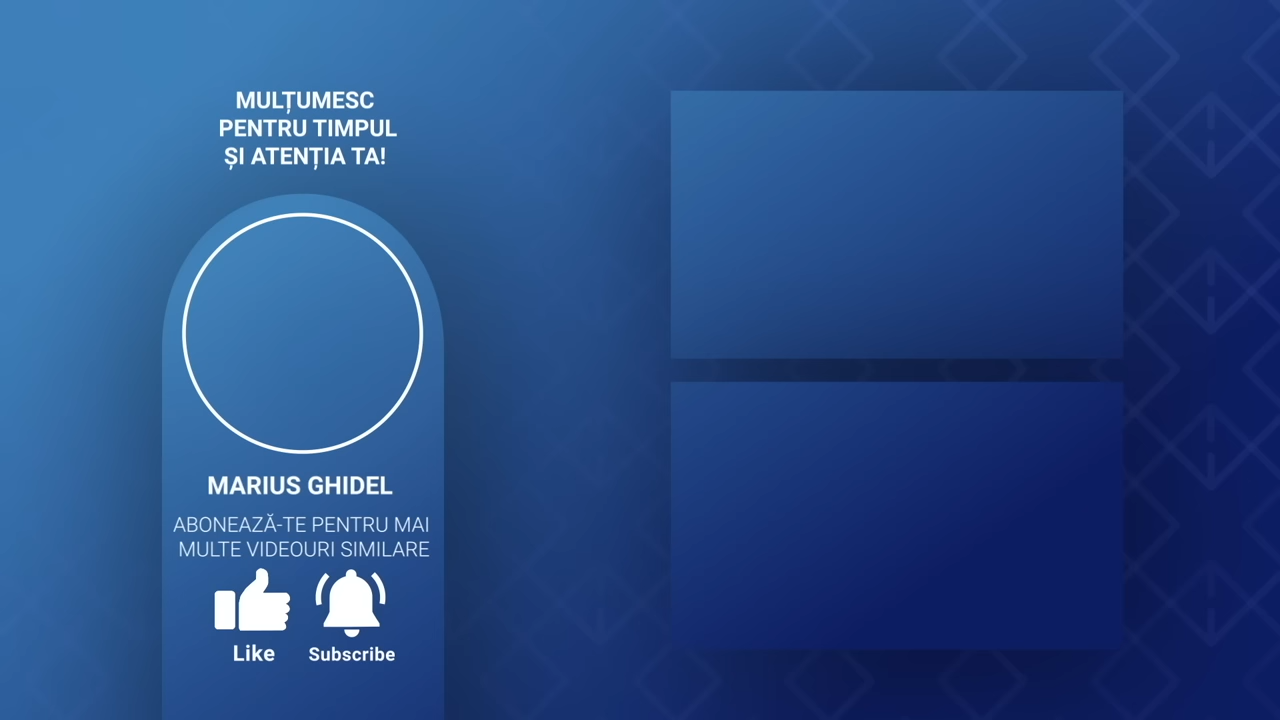 MULȚUMESC
PENTRU TIMPUL
ȘI ATENȚIA TA!
MARIUS GHIDEL
ABONEAZĂ-TE PENTRU MAI
MULTE VIDEOURI SIMILARE
Like
Subscribe